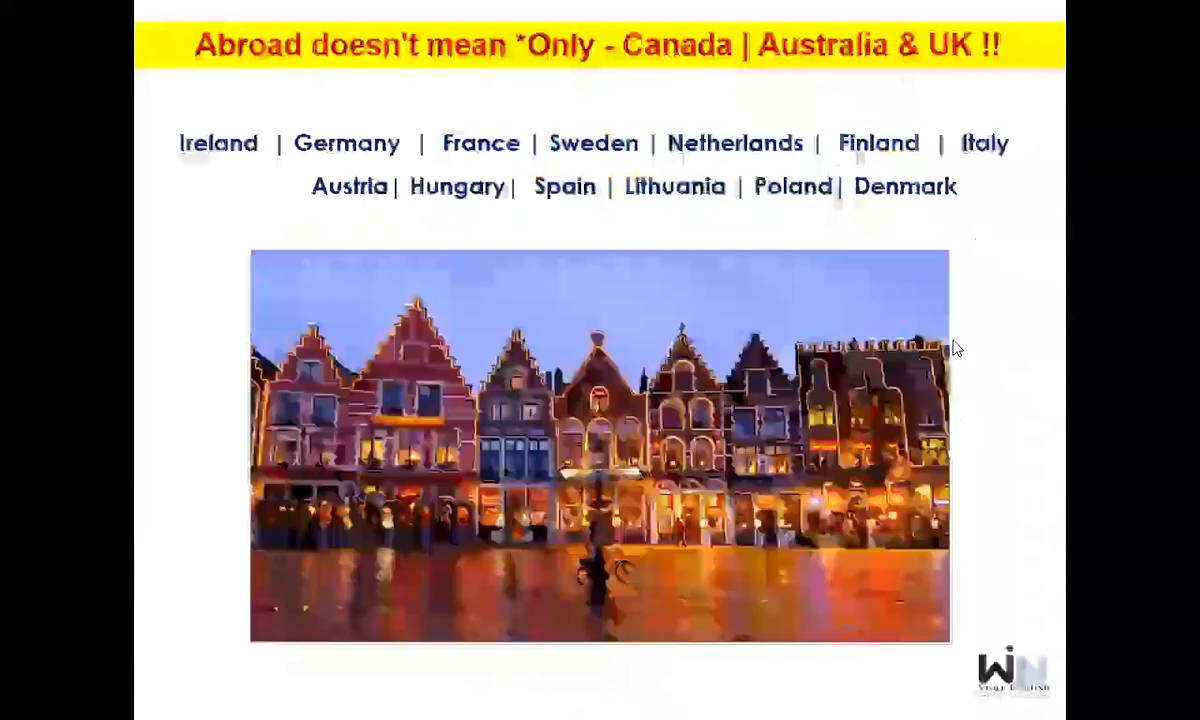 Abroad doesn't mean *Only - Canada | Australia & UK !!
Ireland | Germany | France | Sweden | Netherlands | Finland | Italy
Austria | Hungary | Spain | Lithuania | Poland | Denmark
WiN